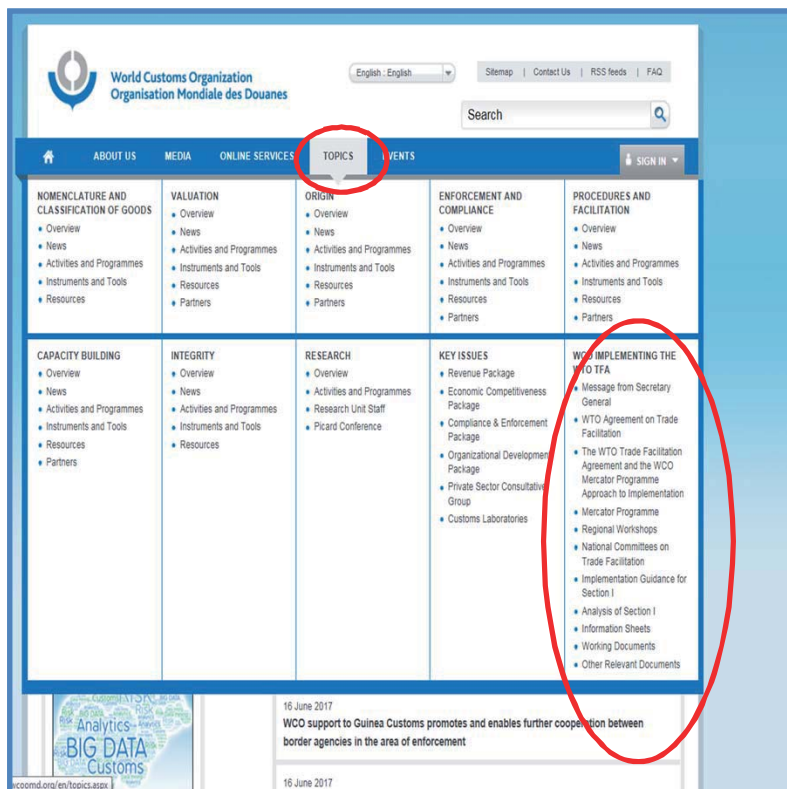 World Customs Organization
Organisation Mondiale des Douanes
English : English
Sitemap | Contact Us | RSS feeds | FAQ
Search
ABOUT US MEDIA ONLINE SERVICES TOPICS EVENTS SIGN IN
NOMENCLATURE AND
CLASSIFICATION OF GOODS
Overview
News
Activities and Programmes
Instruments and Tools
Resources
VALUATION
Overview
News
Activities and Programmes
Instruments and Tools
Resources
Partners
ORIGIN
Overview
News
Activities and Programmes
Instruments and Tools
Resources
Partners
ENFORCEMENT AND
COMPLIANCE
Overview
News
Activities and Programmes
Instruments and Tools
Resources
Partners
PROCEDURES AND
FACILITATION
Overview
News
Activities and Programmes
Instruments and Tools
Resources
Partners
CAPACITY BUILDING
Overview
News
Activities and Programmes
Instruments and Tools
Resources
Partners
INTEGRITY
Overview
News
Activities and Programmes
Instruments and Tools
Resources
RESEARCH
Overview
Activities and Programmes
Research Unit Staff
Picard Conference
KEY ISSUES
Revenue Package
Economic Competitiveness
Package
Compliance & Enforcement
Package
Organizational Development
Package
Private Sector Consultative
Group
Customs Laboratories
WCO IMPLEMENTING THE
WTO TFA
Message from Secretary
General
WTO Agreement on Trade
Facilitation
The WTO Trade Facilitation
Agreement and the WCO
Mercator Programme
Approach to Implementation
Mercator Programme
Regional Workshops
National Committees on
Trade Facilitation
Implementation Guidance for
Section I
Analysis of Section I
Information Sheets
Working Documents
Other Relevant Documents
Analytics
BIG DATA
Customs
16 June 2017
WCO support to Guinea Customs promotes and enables further cooperation between
border agencies in the area of enforcement
16 June 2017
wcoomd.org/en/topics.aspx